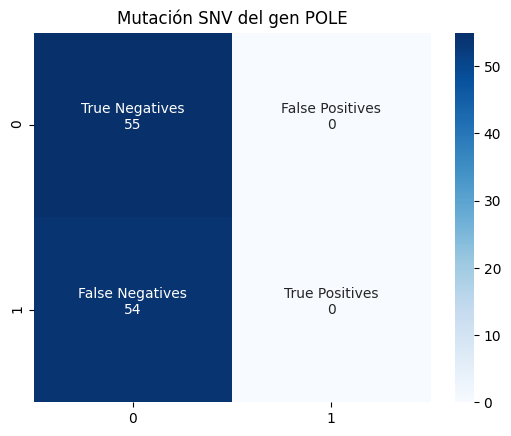 Mutación SNV del gen POLE
True Negatives
55
False Positives
0
False Negatives
54
True Positives
0
0
1
0
1
50
40
30
20
10
0